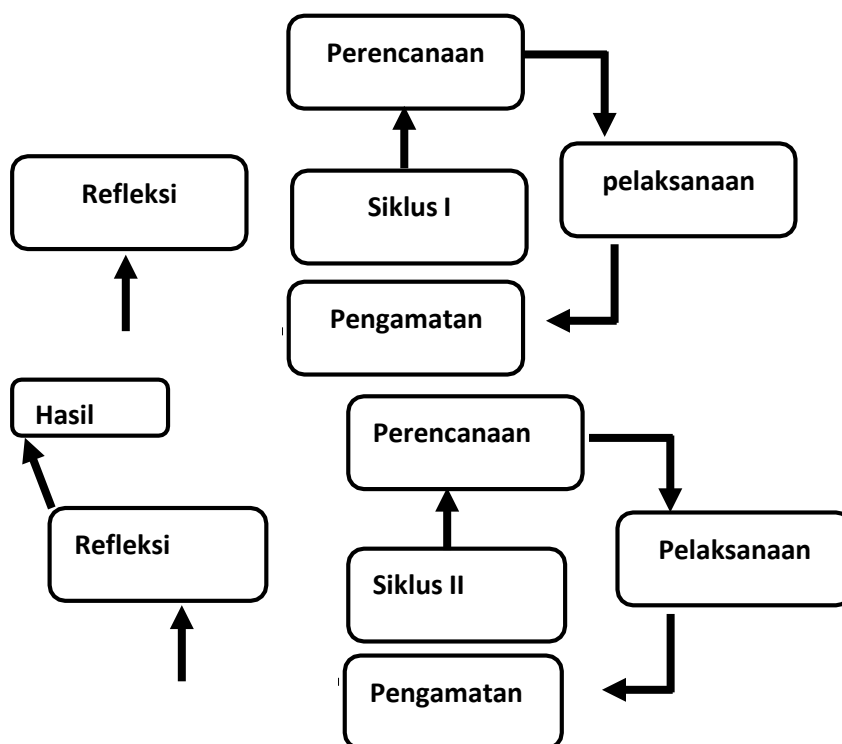 Perencanaan
Refleksi
Siklus I
pelaksanaan
Pengamatan
Hasil
Perencanaan
Refleksi
Siklus II
Pelaksanaan
Pengamatan